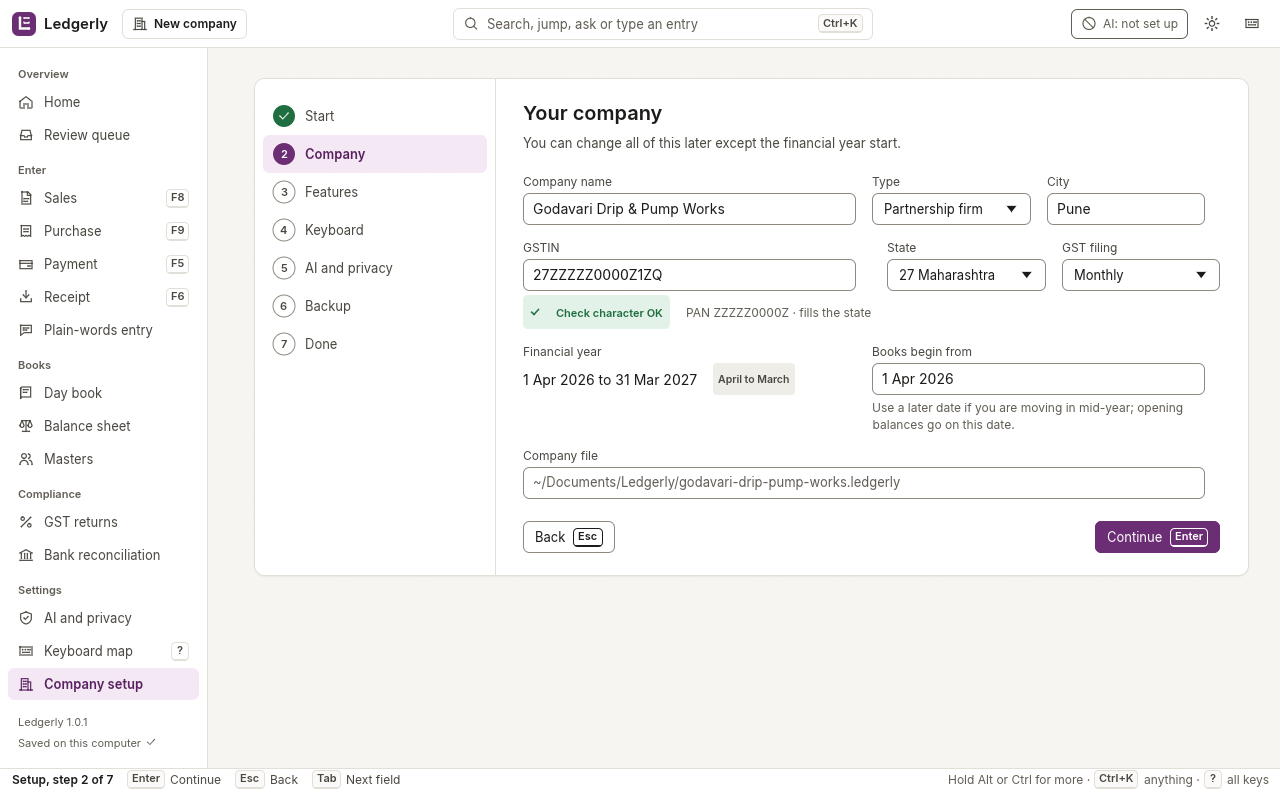 Ledgerly
New company
Search, jump, ask or type an entry
Ctrl+K
AI: not set up
Overview
Home
Review queue
Enter
Sales F8
Purchase F9
Payment F5
Receipt F6
Plain-words entry
Books
Day book
Balance sheet
Masters
Compliance
GST returns
Bank reconciliation
Settings
AI and privacy
Keyboard map ?
Company setup
Ledgerly 1.0.1
Saved on this computer
Start
2 Company
3 Features
4 Keyboard
5 AI and privacy
6 Backup
7 Done
Your company
You can change all of this later except the financial year start.
Company name Type City
Godavari Drip & Pump Works Partnership firm Pune
GSTIN State GST filing
27ZZZZZ0000Z1ZQ 27 Maharashtra Monthly
Check character OK PAN ZZZZZ0000Z · fills the state
Financial year Books begin from
1 Apr 2026 to 31 Mar 2027 April to March 1 Apr 2026
Use a later date if you are moving in mid-year; opening
balances go on this date.
Company file
~/Documents/Ledgerly/godavari-drip-pump-works.ledgerly
Back Esc Continue Enter
Setup, step 2 of 7 Enter Continue Esc Back Tab Next field Hold Alt or Ctrl for more · Ctrl+K anything · ? all keys